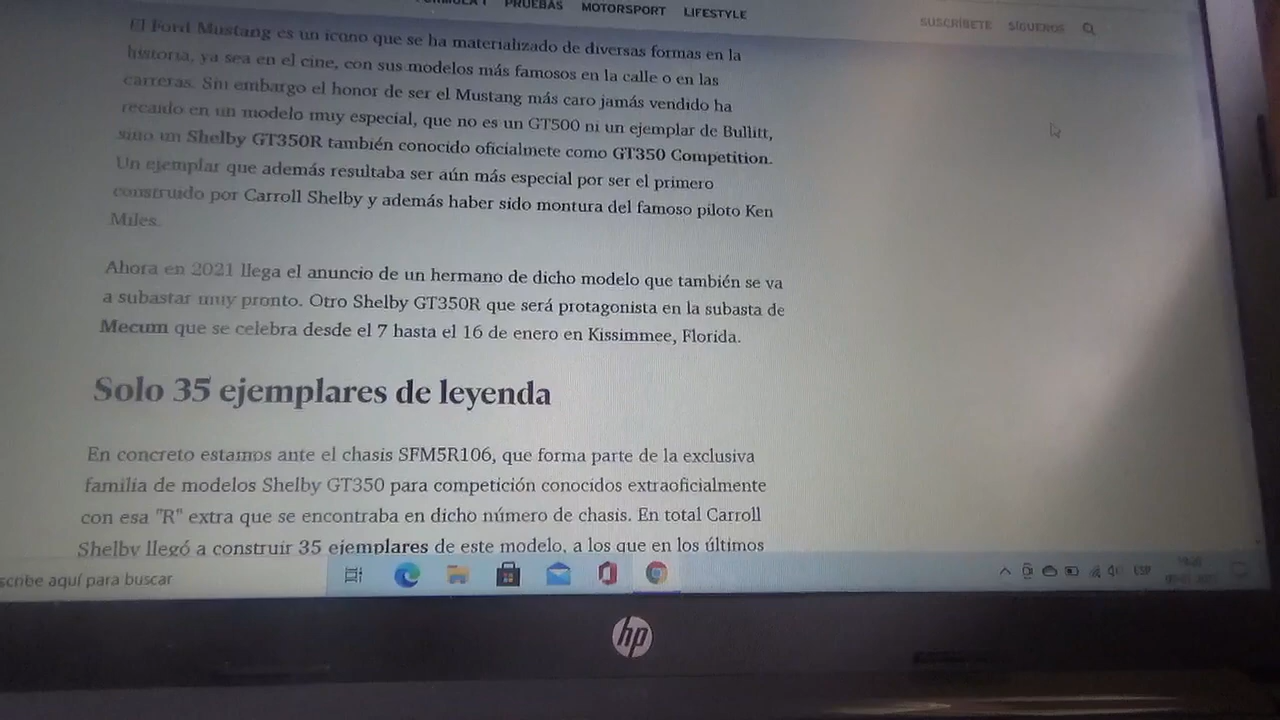 FORMULA 1 PRUEBAS MOTORSPORT LIFESTYLE
SUSCRÍBETE SÍGUENOS
El Ford Mustang es un icono que se ha materializado de diversas formas en la
historia, ya sea en el cine, con sus modelos más famosos en la calle o en las
carreras. Sin embargo el honor de ser el Mustang más caro jamás vendido ha
recaído en un modelo muy especial, que no es un GT500 ni un ejemplar de Bullitt,
sino un Shelby GT350R también conocido oficialmete como GT350 Competition.
Un ejemplar que además resultaba ser aún más especial por ser el primero
construido por Carroll Shelby y además haber sido montura del famoso piloto Ken
Miles.
Ahora en 2021 llega el anuncio de un hermano de dicho modelo que también se va
a subastar muy pronto. Otro Shelby GT350R que será protagonista en la subasta de
Mecum que se celebra desde el 7 hasta el 16 de enero en Kissimmee, Florida.
Solo 35 ejemplares de leyenda
En concreto estamos ante el chasis SFM5R106, que forma parte de la exclusiva
familia de modelos Shelby GT350 para competición conocidos extraoficialmente
con esa "R" extra que se encontraba en dicho número de chasis. En total Carroll
Shelby llegó a construir 35 ejemplares de este modelo, a los que en los últimos
scribe aquí para buscar
ESP
hp